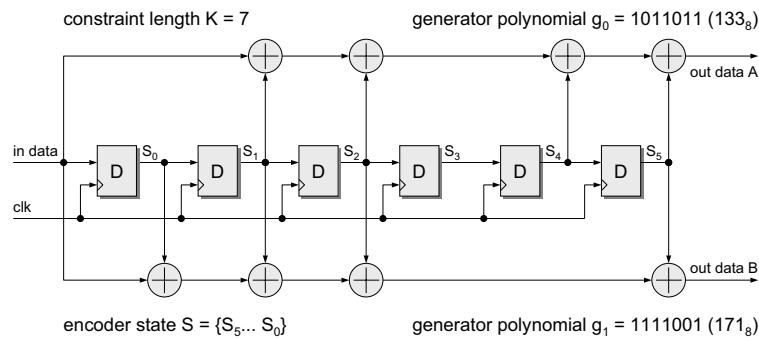 constraint length K = 7
generator polynomial g₀ = 1011011 (133₈)
out data A
in data
D
S₀
D
S₁
D
S₂
D
S₃
D
S₄
D
S₅
clk
out data B
encoder state S = {S₅... S₀}
generator polynomial g₁ = 1111001 (171₈)